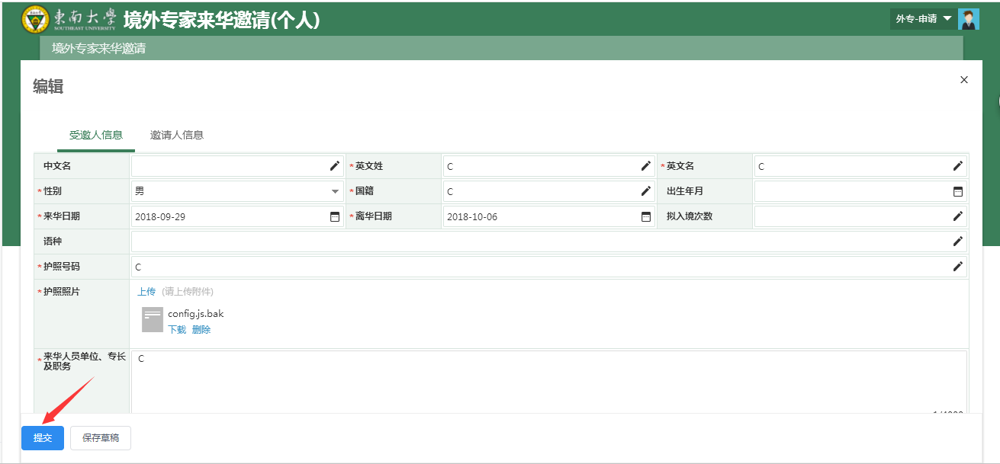 東南大學 境外专家来华邀请(个人) 外专-申请
SOUTHEAST UNIVERSITY
境外专家来华邀请
编辑
受邀人信息 邀请人信息
中文名 *英文姓 C *英文名 C
*性别 男 *国籍 C 出生年月
*来华日期 2018-09-29 *离华日期 2018-10-06 拟入境次数
语种
*护照号码 C
*护照照片 上传 (请上传附件)
config.js.bak
下载 删除
*来华人员单位、专长及职务 C
提交 保存草稿